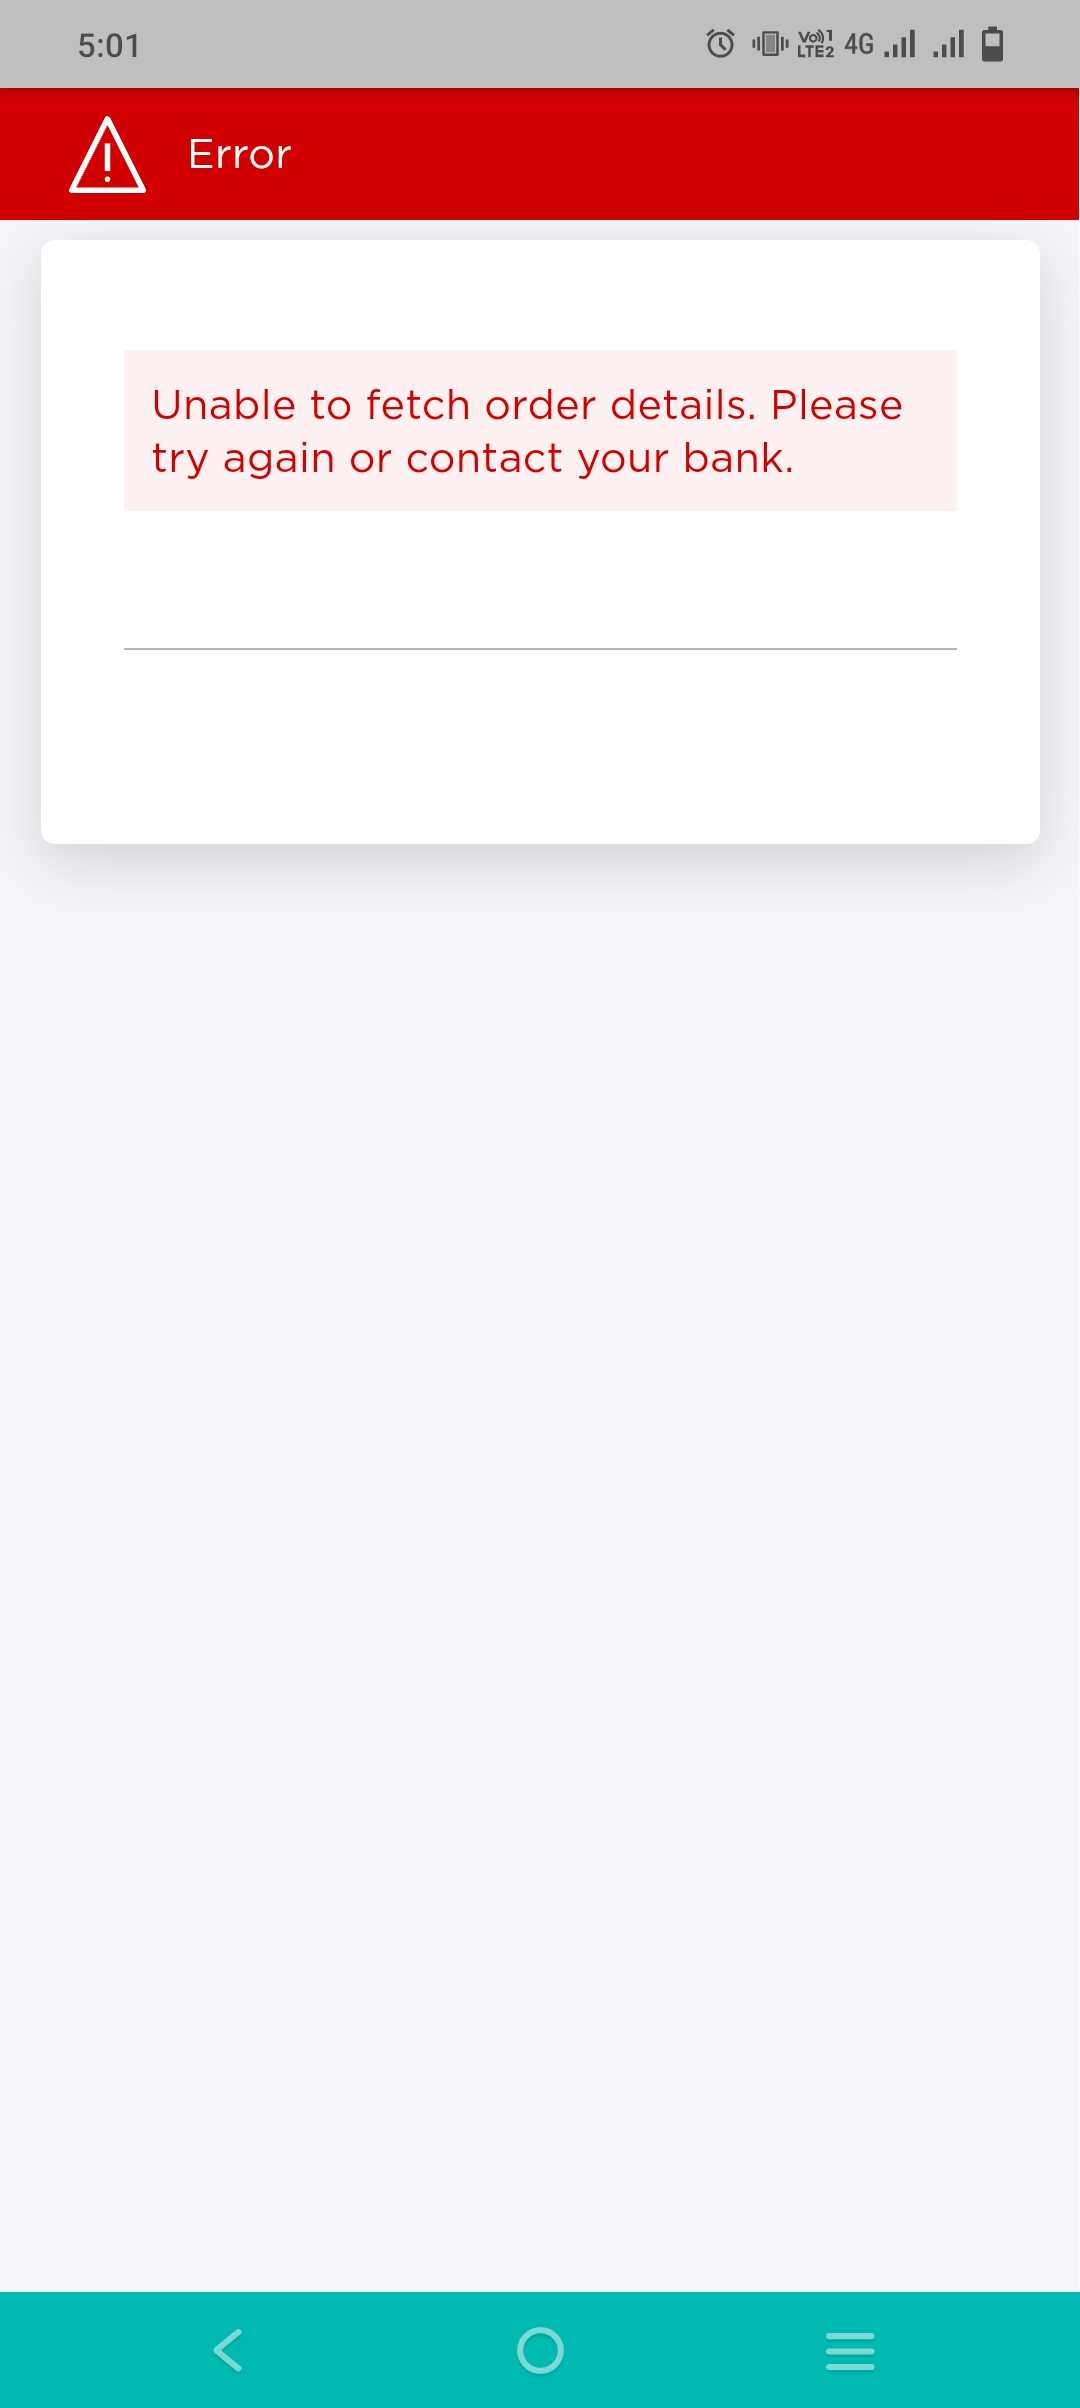 5:01
Vo)) 1
LTE2
4G
Error
Unable to fetch order details. Please
try again or contact your bank.